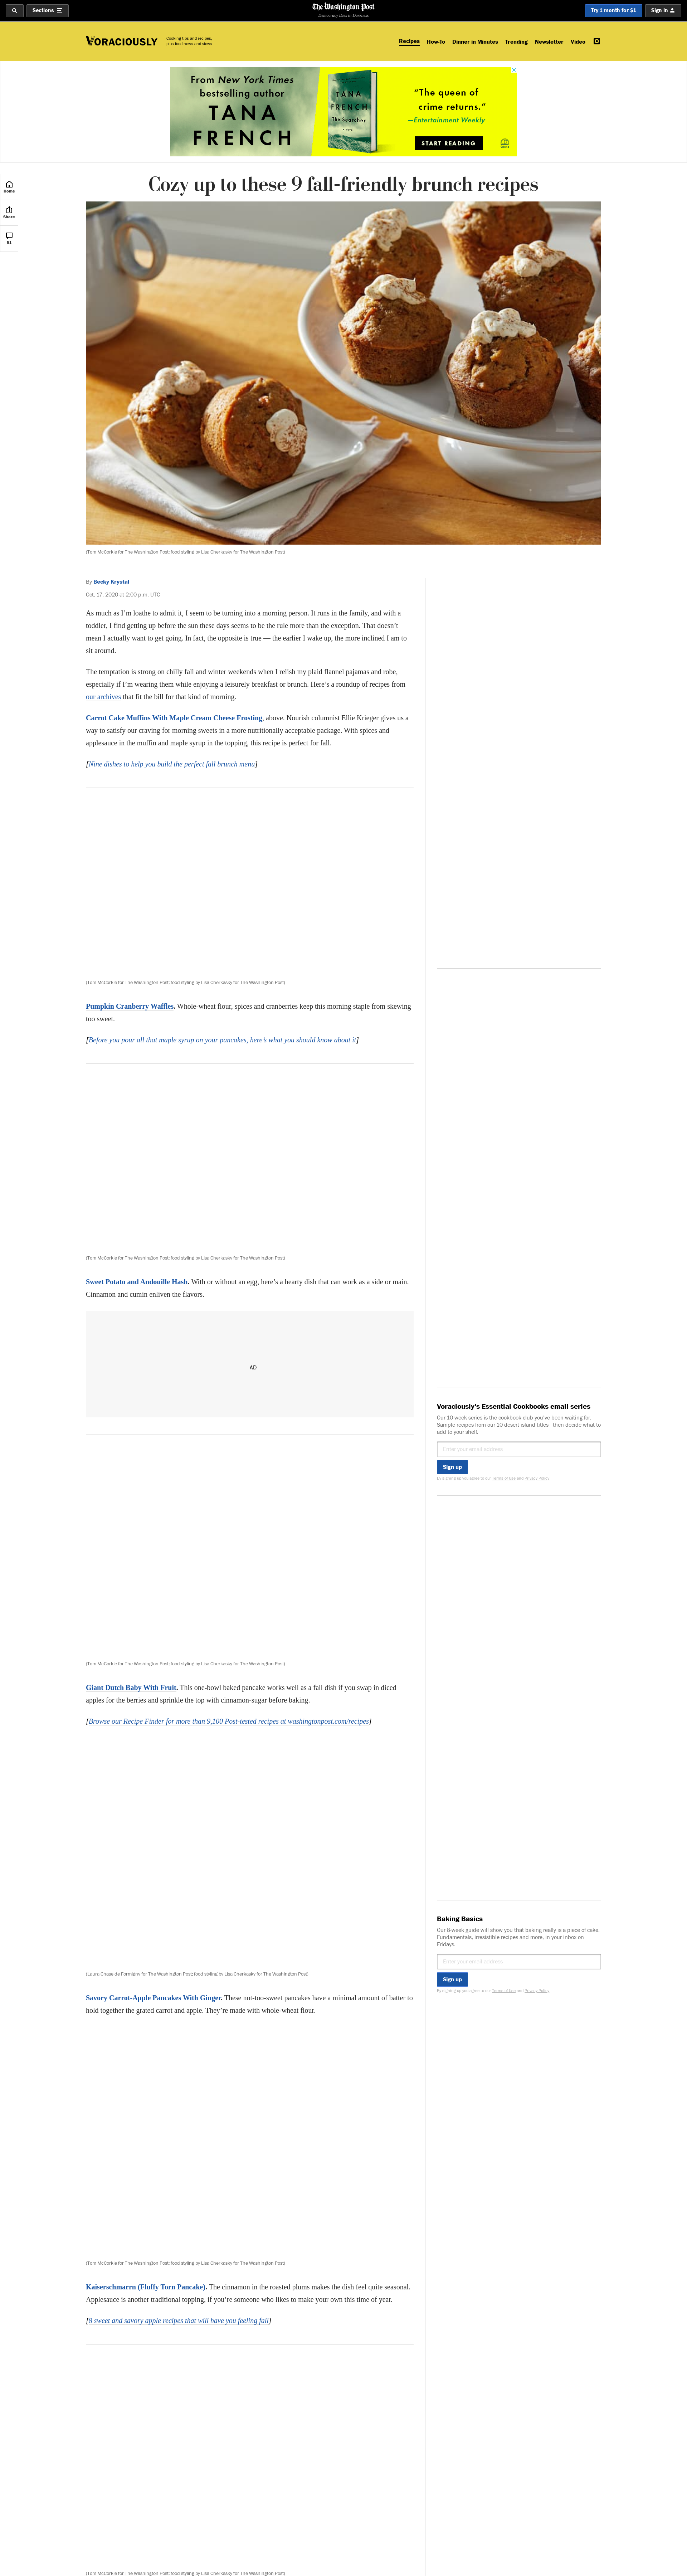 Sections
The Washington Post
Democracy Dies in Darkness
Try 1 month for $1
Sign in
VORACIOUSLY
Cooking tips and recipes,
plus food news and views.
Recipes
How-To
Dinner in Minutes
Trending
Newsletter
Video
From New York Times
bestselling author
TANA
FRENCH
TANA
FRENCH
The Searcher
“The queen returns.”
—Entertainment Weekly
START READING
Home
Share
51
Cozy up to these 9 fall-friendly brunch recipes
(Tom McCorkle for The Washington Post; food styling by Lisa Cherkasky for The Washington Post)
By Becky Krystal
Oct. 17, 2020 at 2:00 p.m. UTC
As much as I’m loathe to admit it, I seem to be turning into a morning person. It runs in the family, and with a
toddler, I find getting up before the sun these days seems to be the rule more than the exception. That doesn’t
mean I actually want to get going. In fact, the opposite is true — the earlier I wake up, the more inclined I am to
sit around.
The temptation is strong on chilly fall and winter weekends when I relish my plaid flannel pajamas and robe,
especially if I’m wearing them while enjoying a leisurely breakfast or brunch. Here’s a roundup of recipes from
our archives that fit the bill for that kind of morning.
Carrot Cake Muffins With Maple Cream Cheese Frosting, above. Nourish columnist Ellie Krieger gives us a
way to satisfy our craving for morning sweets in a more nutritionally acceptable package. With spices and
applesauce in the muffin and maple syrup in the topping, this recipe is perfect for fall.
[Nine dishes to help you build the perfect fall brunch menu]
(Tom McCorkle for The Washington Post; food styling by Lisa Cherkasky for The Washington Post)
Pumpkin Cranberry Waffles. Whole-wheat flour, spices and cranberries keep this morning staple from skewing
too sweet.
[Before you pour all that maple syrup on your pancakes, here’s what you should know about it]
(Tom McCorkle for The Washington Post; food styling by Lisa Cherkasky for The Washington Post)
Sweet Potato and Andouille Hash. With or without an egg, here’s a hearty dish that can work as a side or main.
Cinnamon and cumin enliven the flavors.
AD
Voraciously's Essential Cookbooks email series
Our 10-week series is the cookbook club you’ve been waiting for.
Sample recipes from our 10 desert-island titles—then decide what to
add to your shelf.
Enter your email address
Sign up
By signing up you agree to our Terms of Use and Privacy Policy
(Tom McCorkle for The Washington Post; food styling by Lisa Cherkasky for The Washington Post)
Giant Dutch Baby With Fruit. This one-bowl baked pancake works well as a fall dish if you swap in diced
apples for the berries and sprinkle the top with cinnamon-sugar before baking.
[Browse our Recipe Finder for more than 9,100 Post-tested recipes at washingtonpost.com/recipes]
Baking Basics
Our 8-week guide will show you that baking really is a piece of cake.
Fundamentals, irresistible recipes and more, in your inbox on
Fridays.
Enter your email address
Sign up
By signing up you agree to our Terms of Use and Privacy Policy
(Laura Chase de Formigny for The Washington Post; food styling by Lisa Cherkasky for The Washington Post)
Savory Carrot-Apple Pancakes With Ginger. These not-too-sweet pancakes have a minimal amount of batter to
hold together the grated carrot and apple. They’re made with whole-wheat flour.
(Tom McCorkle for The Washington Post; food styling by Lisa Cherkasky for The Washington Post)
Kaiserschmarrn (Fluffy Torn Pancake). The cinnamon in the roasted plums makes the dish feel quite seasonal.
Applesauce is another traditional topping, if you’re someone who likes to make your own this time of year.
[8 sweet and savory apple recipes that will have you feeling fall]
(Tom McCorkle for The Washington Post; food styling by Lisa Cherkasky for The Washington Post)